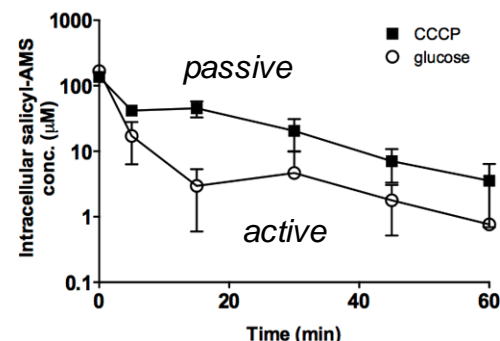 CCCP
glucose
passive
active
Intracellular salicyl-AMS
conc. (μM)
1000
100
10
1
0.1
0
20
40
60
Time (min)